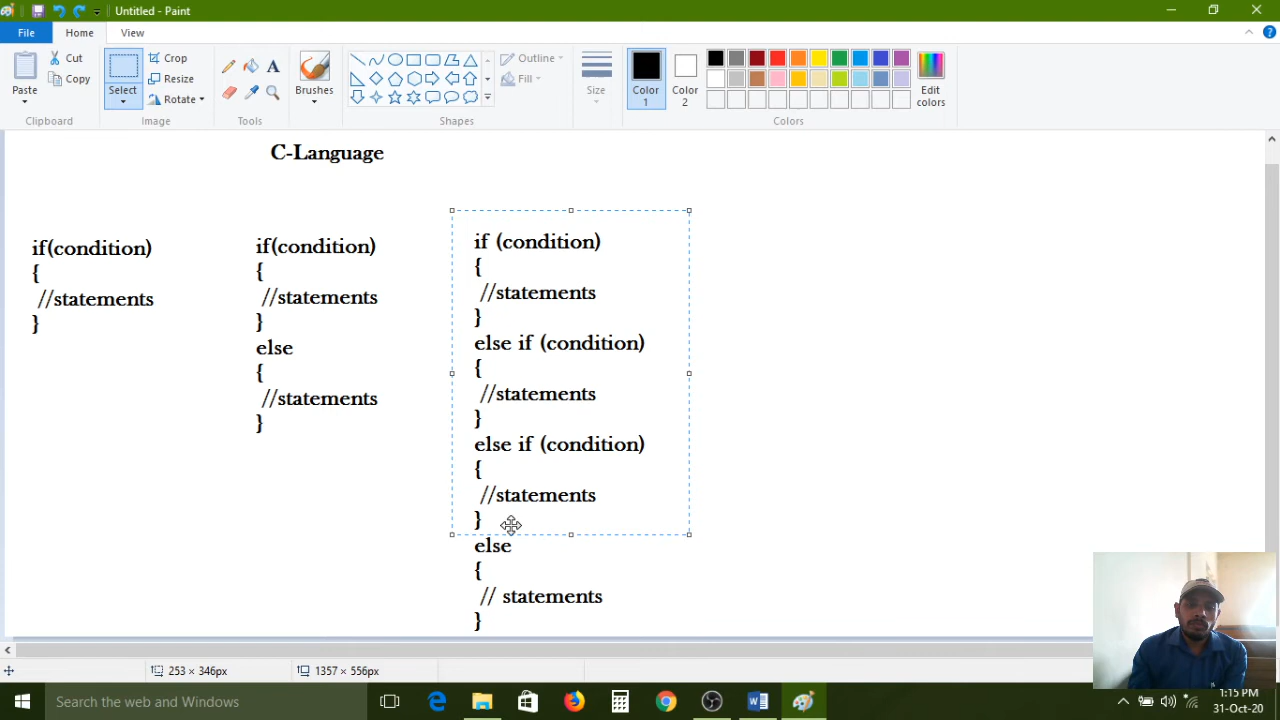 Untitled - Paint
File
Home
View
Paste
Cut
Copy
Clipboard
Select
Crop
Resize
Rotate
Image
Tools
Brushes
Outline
Fill
Shapes
Size
Color
1
Color
2
Edit
colors
Colors
C-Language
if(condition)
{
//statements
}
if(condition)
{
//statements
}
else
{
//statements
}
if (condition)
{
//statements
}
else if (condition)
{
//statements
}
else if (condition)
{
//statements
}
else
{
// statements
}
253 × 346px
1357 × 556px
Search the web and Windows
1:15 PM
31-Oct-20